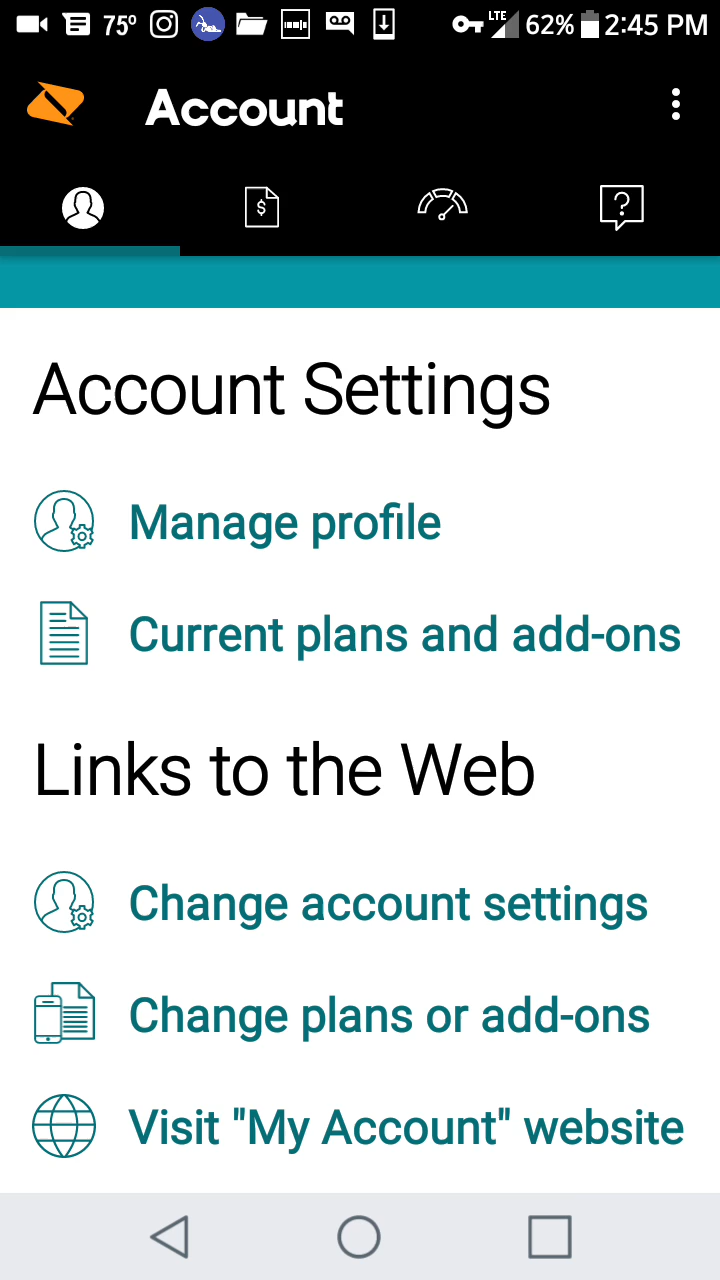 75° LTE 62% 2:45 PM
Account
$ ?
Account Settings
Manage profile
Current plans and add-ons
Links to the Web
Change account settings
Change plans or add-ons
Visit "My Account" website